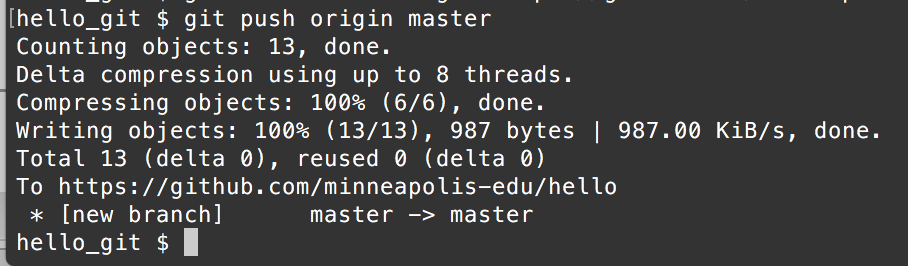 [hello_git $ git push origin master
Counting objects: 13, done.
Delta compression using up to 8 threads.
Compressing objects: 100% (6/6), done.
Writing objects: 100% (13/13), 987 bytes | 987.00 KiB/s, done.
Total 13 (delta 0), reused 0 (delta 0)
To https://github.com/minneapolis-edu/hello
 * [new branch]      master -> master
hello_git $